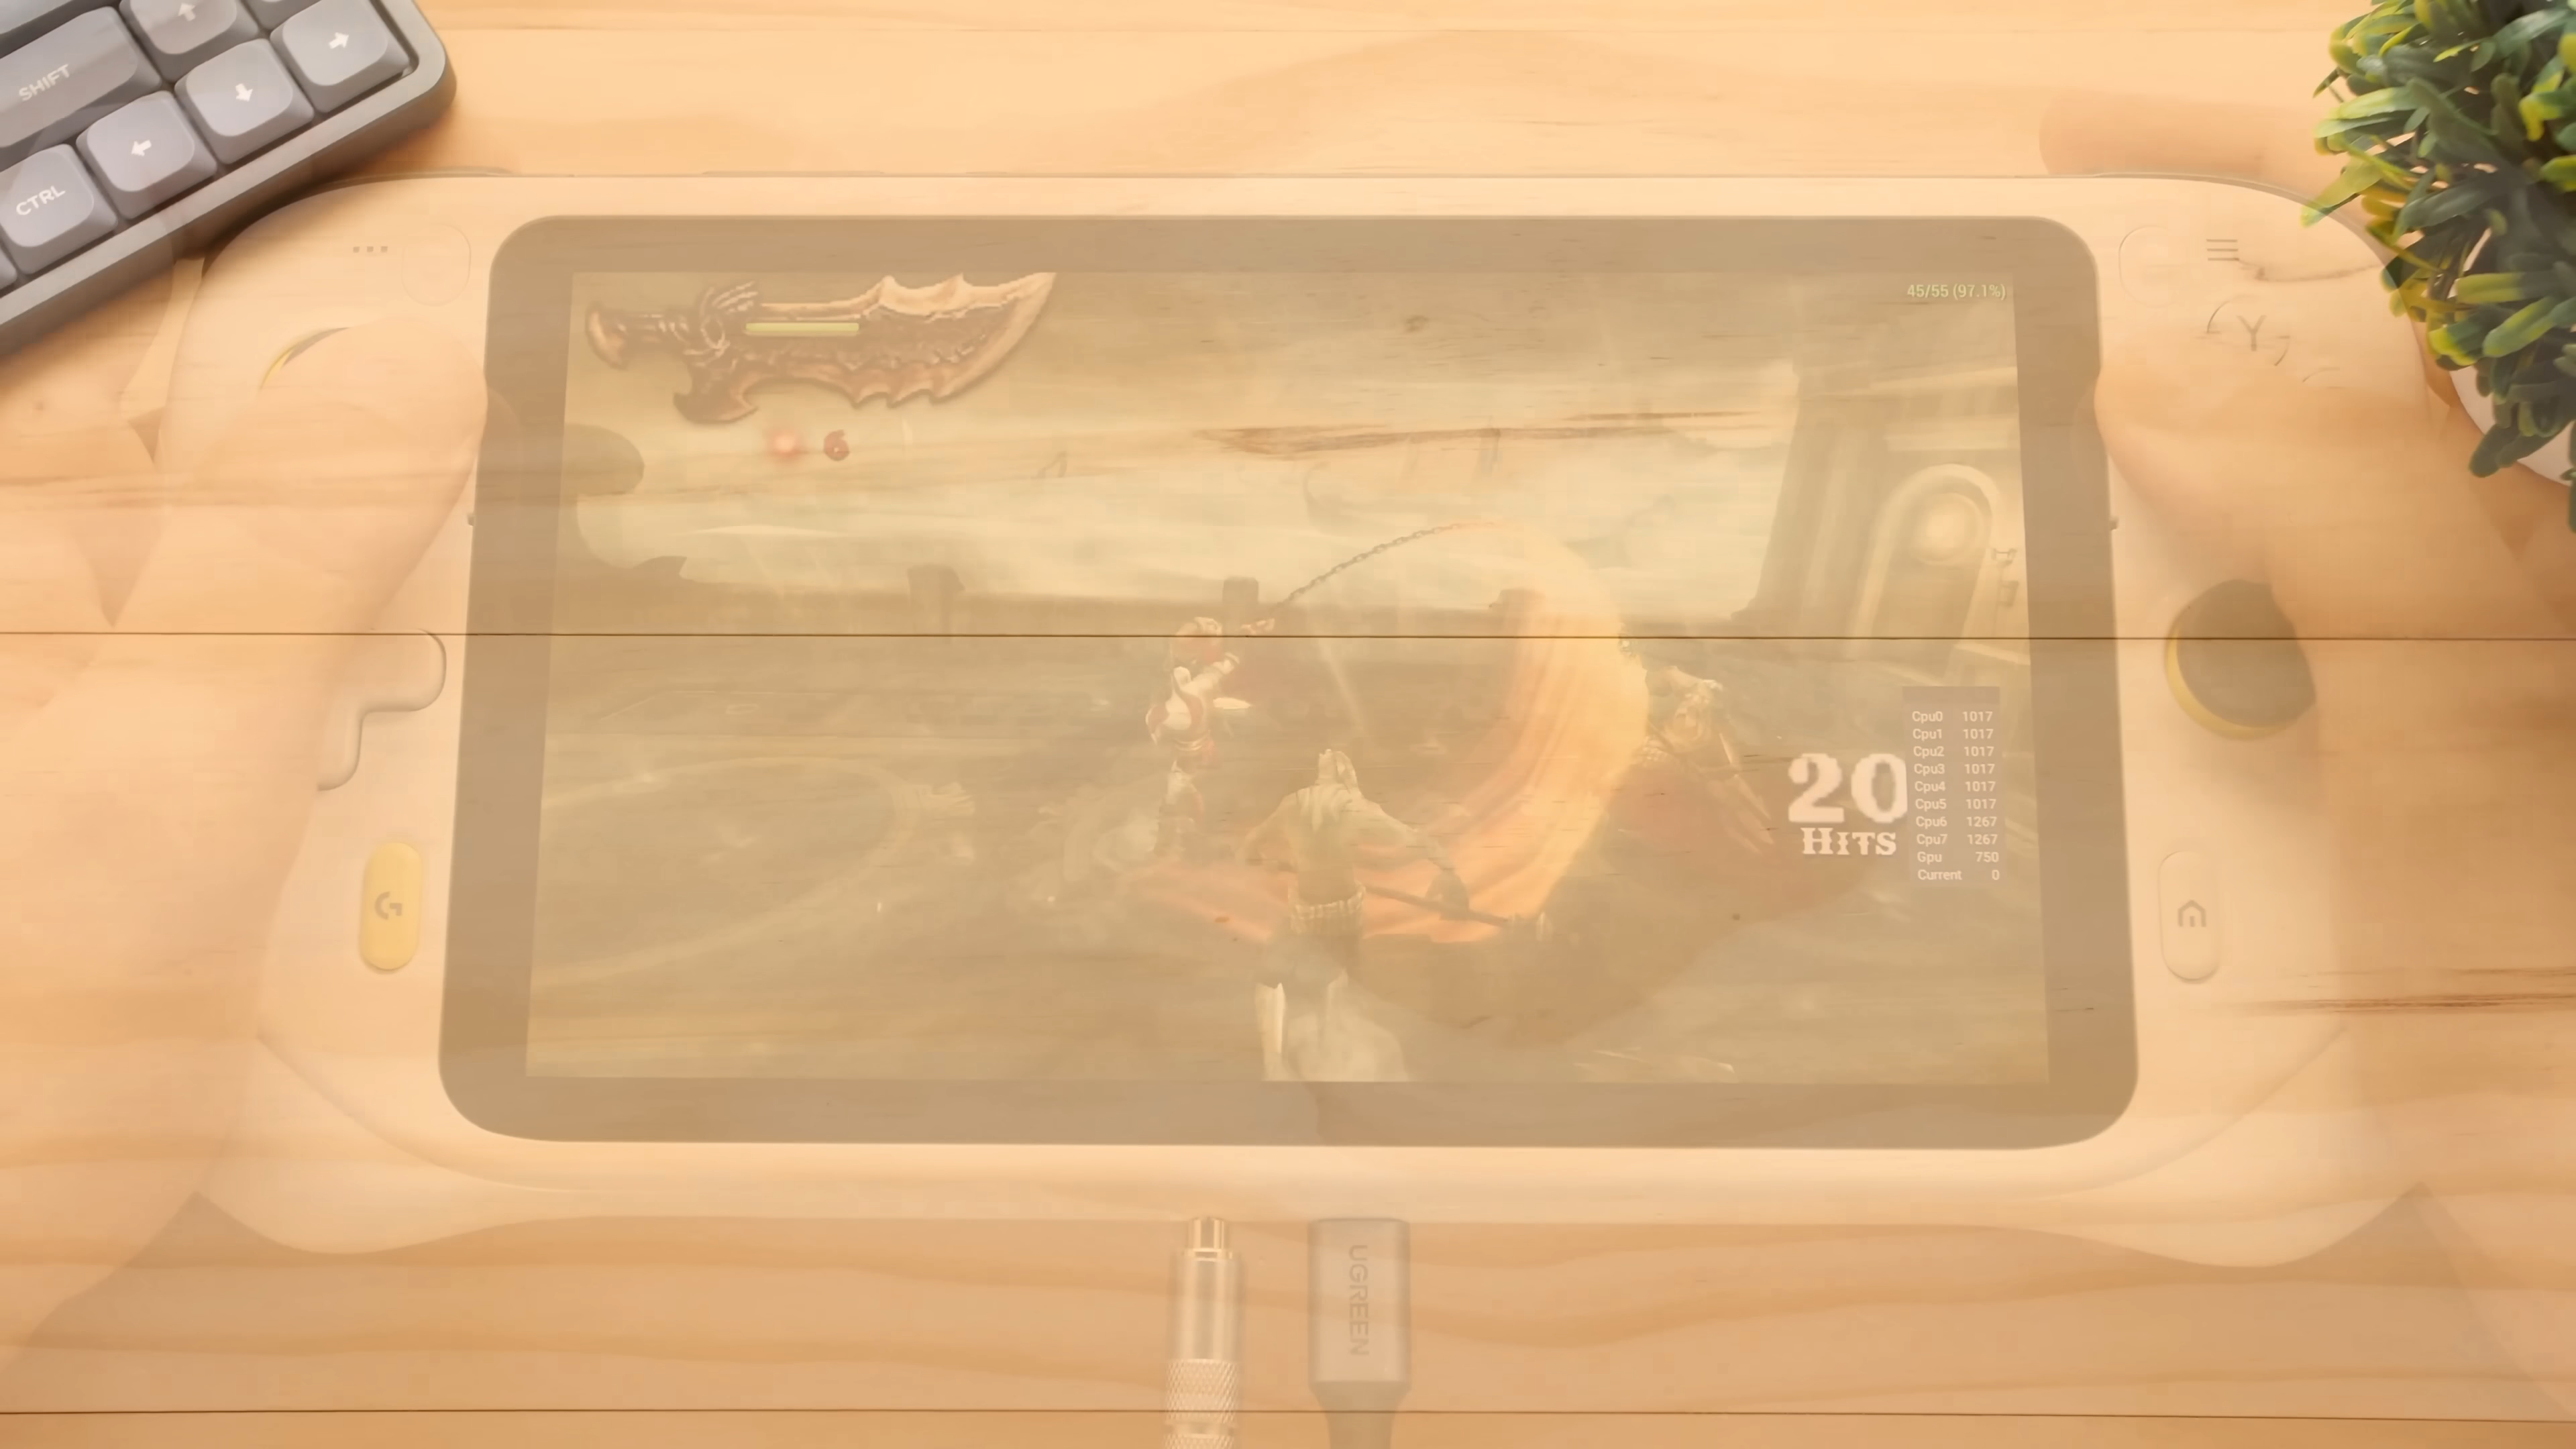 SHIFT
CTRL
45/55 (97.1%)
Y
Cpu0 1017
Cpu1 1017
Cpu2 1017
Cpu3 1017
Cpu4 1017
Cpu5 1017
Cpu6 1267
Cpu7 1267
Gpu 750
Current 0
20
HITS
G
UGREEN